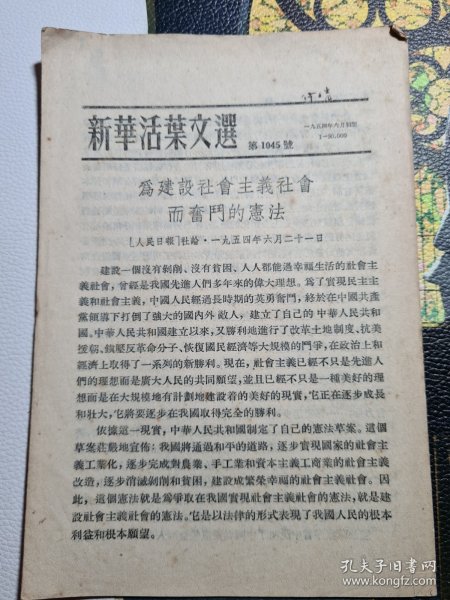 新華活葉文選
第1045號
一九五四年六月初版
1—90,000
為建設社會主義社會
而奮鬥的憲法
〔人民日報〕社論·一九五四年六月二十一日
建設一個沒有剝削、沒有貧困、人人都能過幸福生活的社會主
義社會，曾經是我國先進人們多年來的偉大理想。爲了實現民主主
義和社會主義，中國人民經過長時期的英勇奮鬥，終於在中國共產
黨領導下打倒了强大的國內外敵人，建立了自己的中華人民共和
國。中華人民共和國建立以來，又勝利地進行了改革土地制度、抗美
援朝、鎮壓反革命分子、恢復國民經濟等大規模的鬥爭，在政治上和
經濟上取得了一系列的新勝利。現在，社會主義已經不只是先進人
們的理想而是廣大人民的共同願望，並且已經不只是一種美好的理
想而是在大規模地有計劃地建設着的美好的現實，它正在逐步成長
和壯大，它將要逐步在我國取得完全的勝利。
依據這一現實，中華人民共和國制定了自己的憲法草案。這個
草案莊嚴地宣佈：我國將通過和平的道路，逐步實現國家的社會主
義工業化，逐步完成對農業、手工業和資本主義工商業的社會主義
改造，逐步消滅剝削和貧困，建設成繁榮幸福的社會主義社會。因
此，這個憲法就是爲爭取在我國實現社會主義社會的憲法，就是建
設社會主義社會的憲法。它是以法律的形式表現了我國人民的根本
利益和根本願望。
孔夫子旧书网